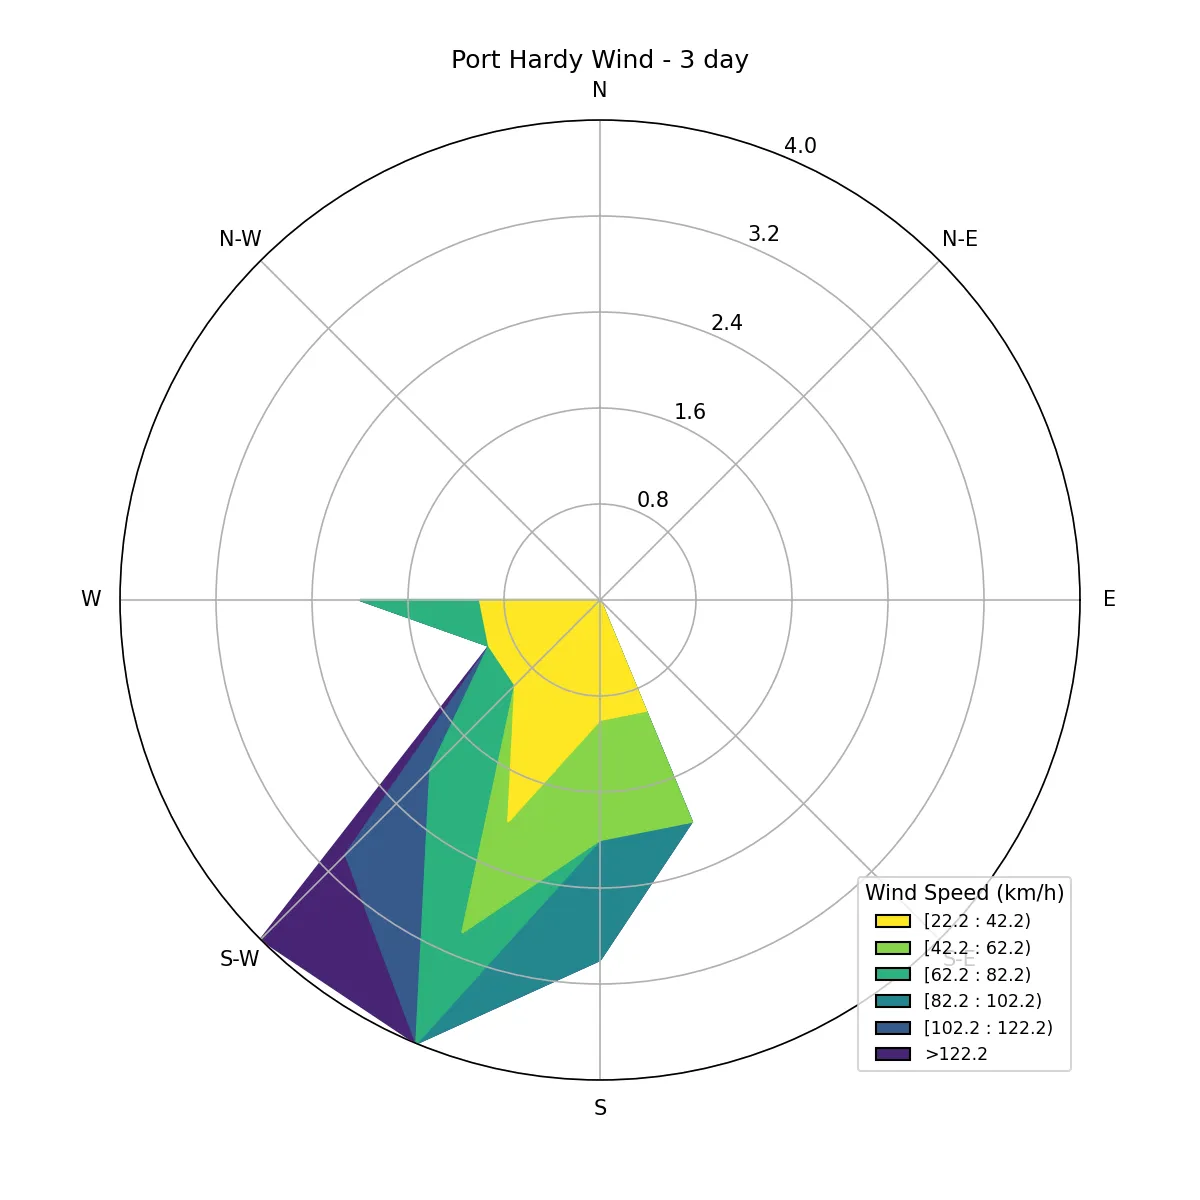 Port Hardy Wind - 3 day
N
4.0
N-W
3.2
N-E
2.4
1.6
0.8
W
E
S-W
S-E
Wind Speed (km/h)
[22.2 : 42.2)
[42.2 : 62.2)
[62.2 : 82.2)
[82.2 : 102.2)
[102.2 : 122.2)
>122.2
S